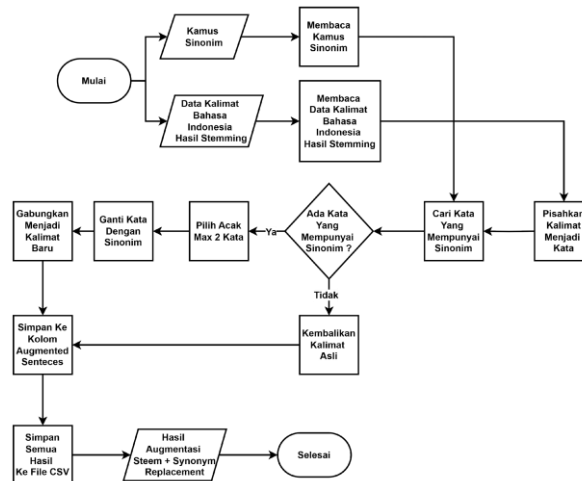 Kamus
Sinonim
Membaca
Kamus
Sinonim
Mulai
Data Kalimat
Bahasa
Indonesia
Hasil Stemming
Membaca
Data Kalimat
Bahasa
Indonesia
Hasil Stemming
Pisahkan
Kalimat
Menjadi
Kata
Cari Kata
Yang
Mempunyai
Sinonim
Ada Kata
Yang
Mempunyai
Sinonim ?
Ya
Pilih Acak
Max 2 Kata
Ganti Kata
Dengan
Sinonim
Gabungkan
Menjadi
Kalimat
Baru
Tidak
Kembalikan
Kalimat
Asli
Simpan Ke
Kolom
Augmented
Senteces
Simpan
Semua
Hasil
Ke File CSV
Hasil
Augmentasi
Steem + Synonym
Replacement
Selesai